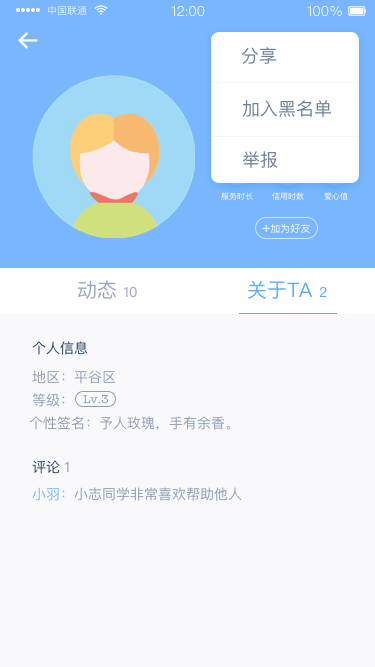 中国联通 12:00 100%
分享
加入黑名单
举报
服务时长 信用时数 爱心值
+加为好友
动态 10 关于TA 2
个人信息
地区：平谷区
等级：Lv.3
个性签名：予人玫瑰，手有余香。
评论 1
小羽：小志同学非常喜欢帮助他人